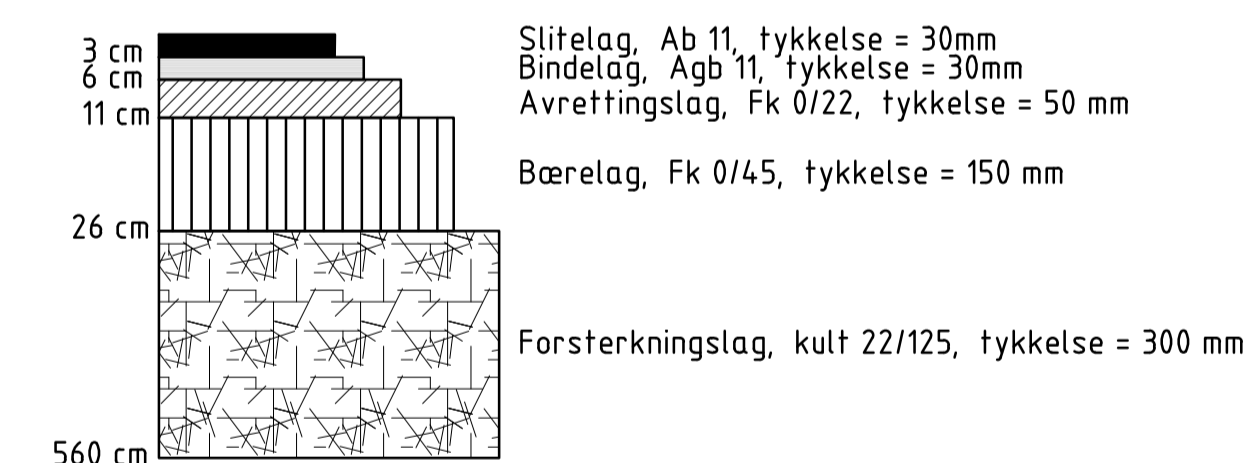 3 cm
Slitelag, Ab 11, tykkelse = 30mm
6 cm
Bindelag, Agb 11, tykkelse = 30mm
11 cm
Avrettingslag, Fk 0/22, tykkelse = 50 mm
Bærelag, Fk 0/45, tykkelse = 150 mm
26 cm
Forsterkningslag, kult 22/125, tykkelse = 300 mm
560 cm